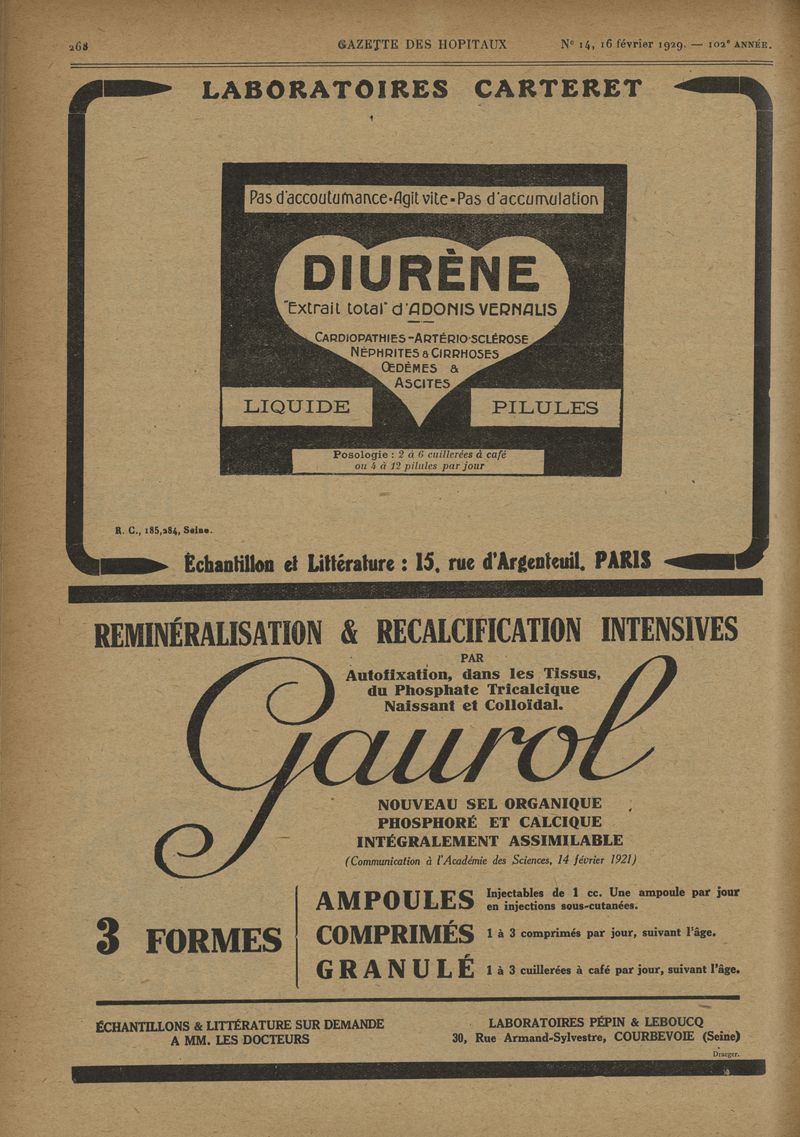 268
GAZETTE DES HOPITAUX
Nº 14, 16 février 1929. — 102ᵉ ANNÉE.
LABORATOIRES CARTERET
Pas d'accoutumance-Agit vite-Pas d'accumulation
DIURÈNE
"Extrait total" d'ADONIS VERNALIS
CARDIOPATHIES-ARTÉRIO-SCLÉROSE
NÉPHRITES & CIRRHOSES
ŒDÈMES &
ASCITES
LIQUIDE
PILULES
Posologie : 2 à 6 cuillerées à café
ou 4 à 12 pilules par jour
R. C., 185,284, Seine.
Échantillon et Littérature : 15, rue d'Argenteuil, PARIS
REMINÉRALISATION & RECALCIFICATION INTENSIVES
PAR
Autofixation, dans les Tissus,
du Phosphate Tricalcique
Naissant et Colloïdal.
Gaurol
NOUVEAU SEL ORGANIQUE
PHOSPHORÉ ET CALCIQUE
INTÉGRALEMENT ASSIMILABLE
(Communication à l'Académie des Sciences, 14 février 1921)
3 FORMES
AMPOULES Injectables de 1 cc. Une ampoule par jour
en injections sous-cutanées.
COMPRIMÉS 1 à 3 comprimés par jour, suivant l'âge.
GRANULÉ 1 à 3 cuillerées à café par jour, suivant l'âge.
ÉCHANTILLONS & LITTÉRATURE SUR DEMANDE
A MM. LES DOCTEURS
LABORATOIRES PÉPIN & LEBOUCQ
30, Rue Armand-Sylvestre, COURBEVOIE (Seine)
Draeger.